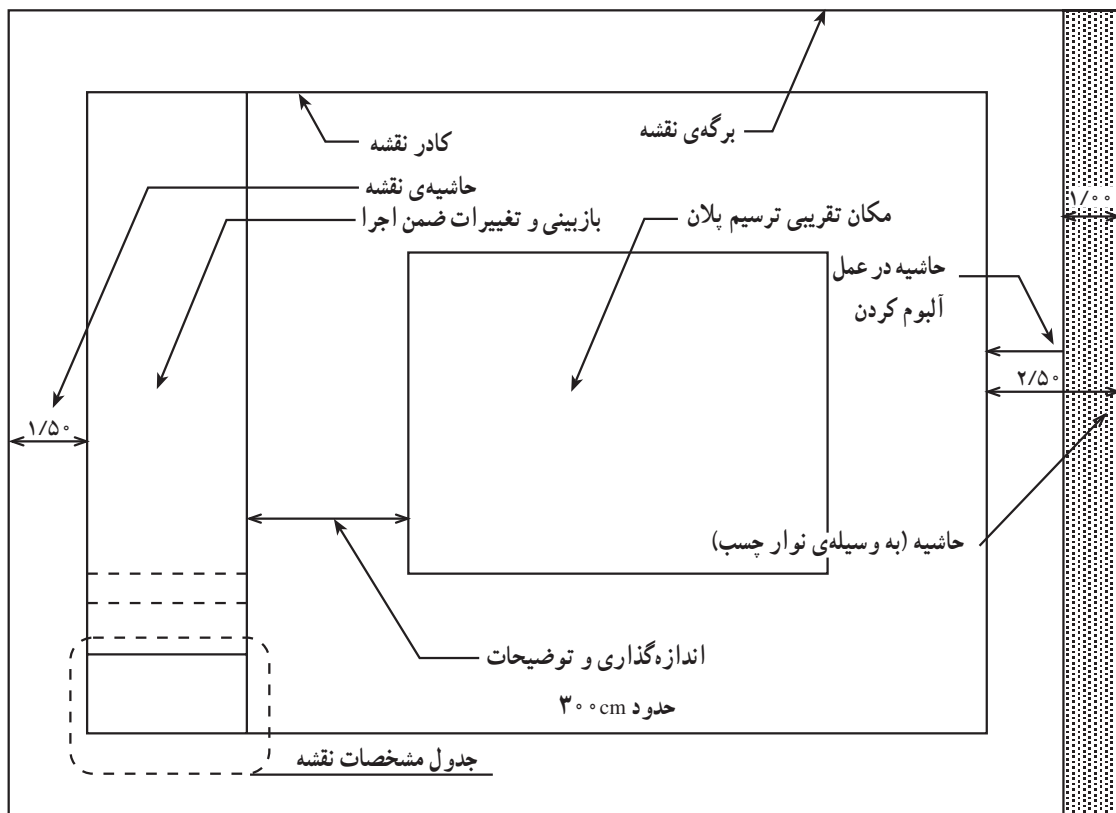 برگه‌ی نقشه
کادر نقشه
حاشیه‌ی نقشه
۱/۰۰
مکان تقریبی ترسیم پلان
بازبینی و تغییرات ضمن اجرا
حاشیه در عمل
آلبوم کردن
۲/۵۰
۱/۵۰
حاشیه (به وسیله‌ی نوار چسب)
اندازه‌گذاری و توضیحات
حدود ۳۰۰cm
جدول مشخصات نقشه